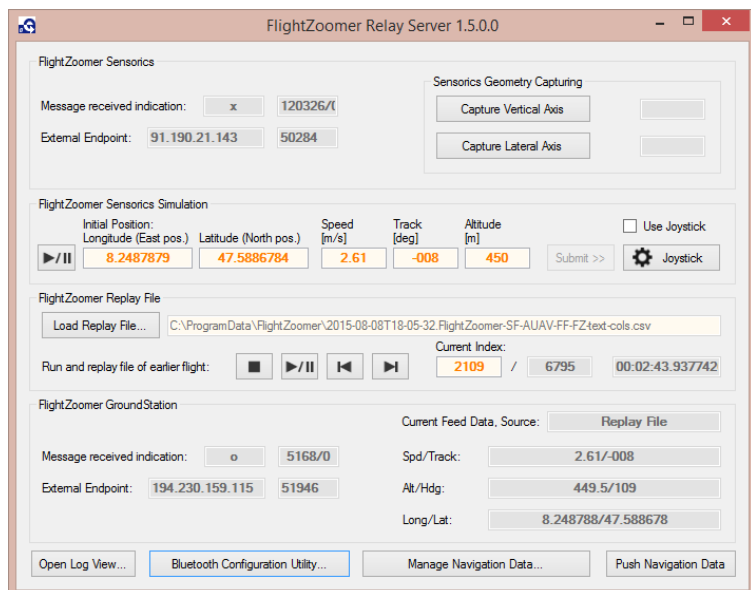 FlightZoomer Relay Server 1.5.0.0
FlightZoomer Sensorics
Sensorics Geometry Capturing
Message received indication: x 120326/0
Capture Vertical Axis
External Endpoint: 91.190.21.143 50284
Capture Lateral Axis
FlightZoomer Sensorics Simulation
Initial Position:
Longitude (East pos.) Latitude (North pos.) Speed [m/s] Track [deg] Altitude [m]
Use Joystick
8.2487879 47.5886784 2.61 -008 450 Submit >> Joystick
FlightZoomer Replay File
Load Replay File... C:\ProgramData\FlightZoomer\2015-08-08T18-05-32.FlightZoomer-SF-AUAV-FF-FZ-text-cols.csv
Current Index:
Run and replay file of earlier flight: 2109 / 6795 00:02:43.937742
FlightZoomer GroundStation
Current Feed Data, Source: Replay File
Message received indication: o 5168/0 Spd/Track: 2.61/-008
External Endpoint: 194.230.159.115 51946 Alt/Hdg: 449.5/109
Long/Lat: 8.248788/47.588678
Open Log View... Bluetooth Configuration Utility... Manage Navigation Data... Push Navigation Data